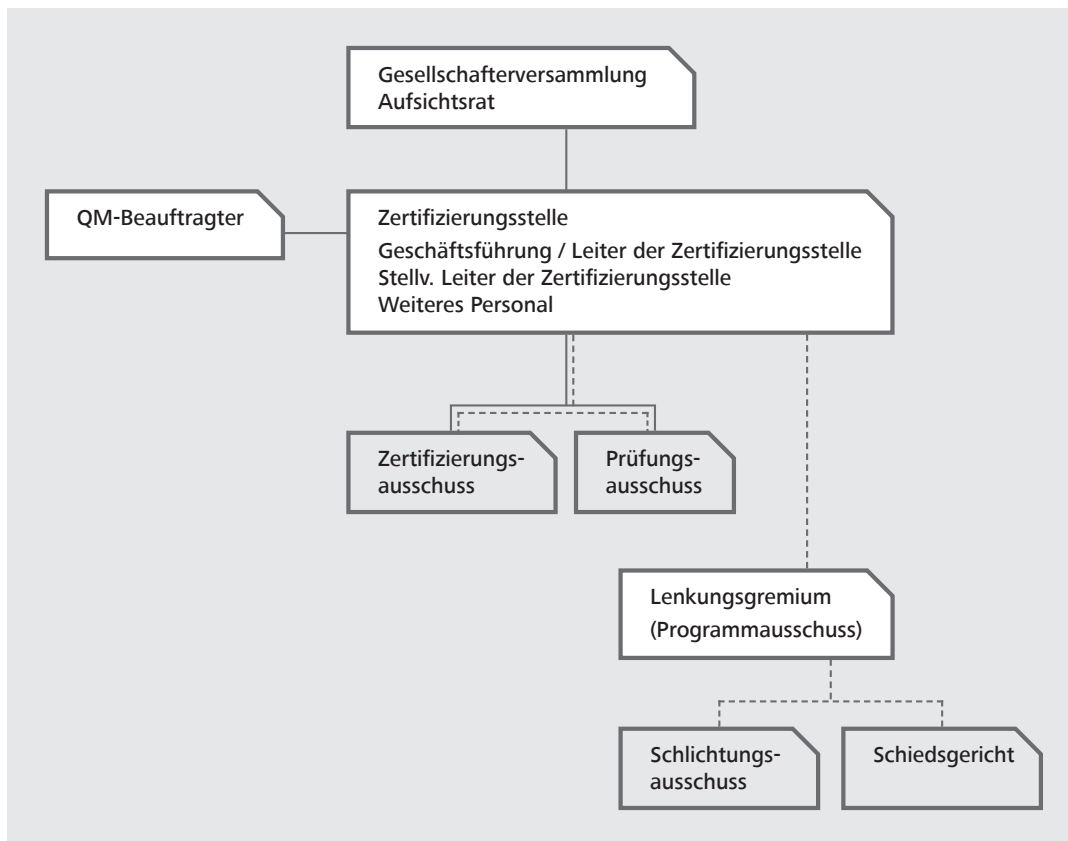 Gesellschafterversammlung
Aufsichtsrat
QM-Beauftragter
Zertifizierungsstelle
Geschäftsführung / Leiter der Zertifizierungsstelle
Stellv. Leiter der Zertifizierungsstelle
Weiteres Personal
Zertifizierungs-
ausschuss
Prüfungs-
ausschuss
Lenkungsgremium
(Programmausschuss)
Schlichtungs-
ausschuss
Schiedsgericht